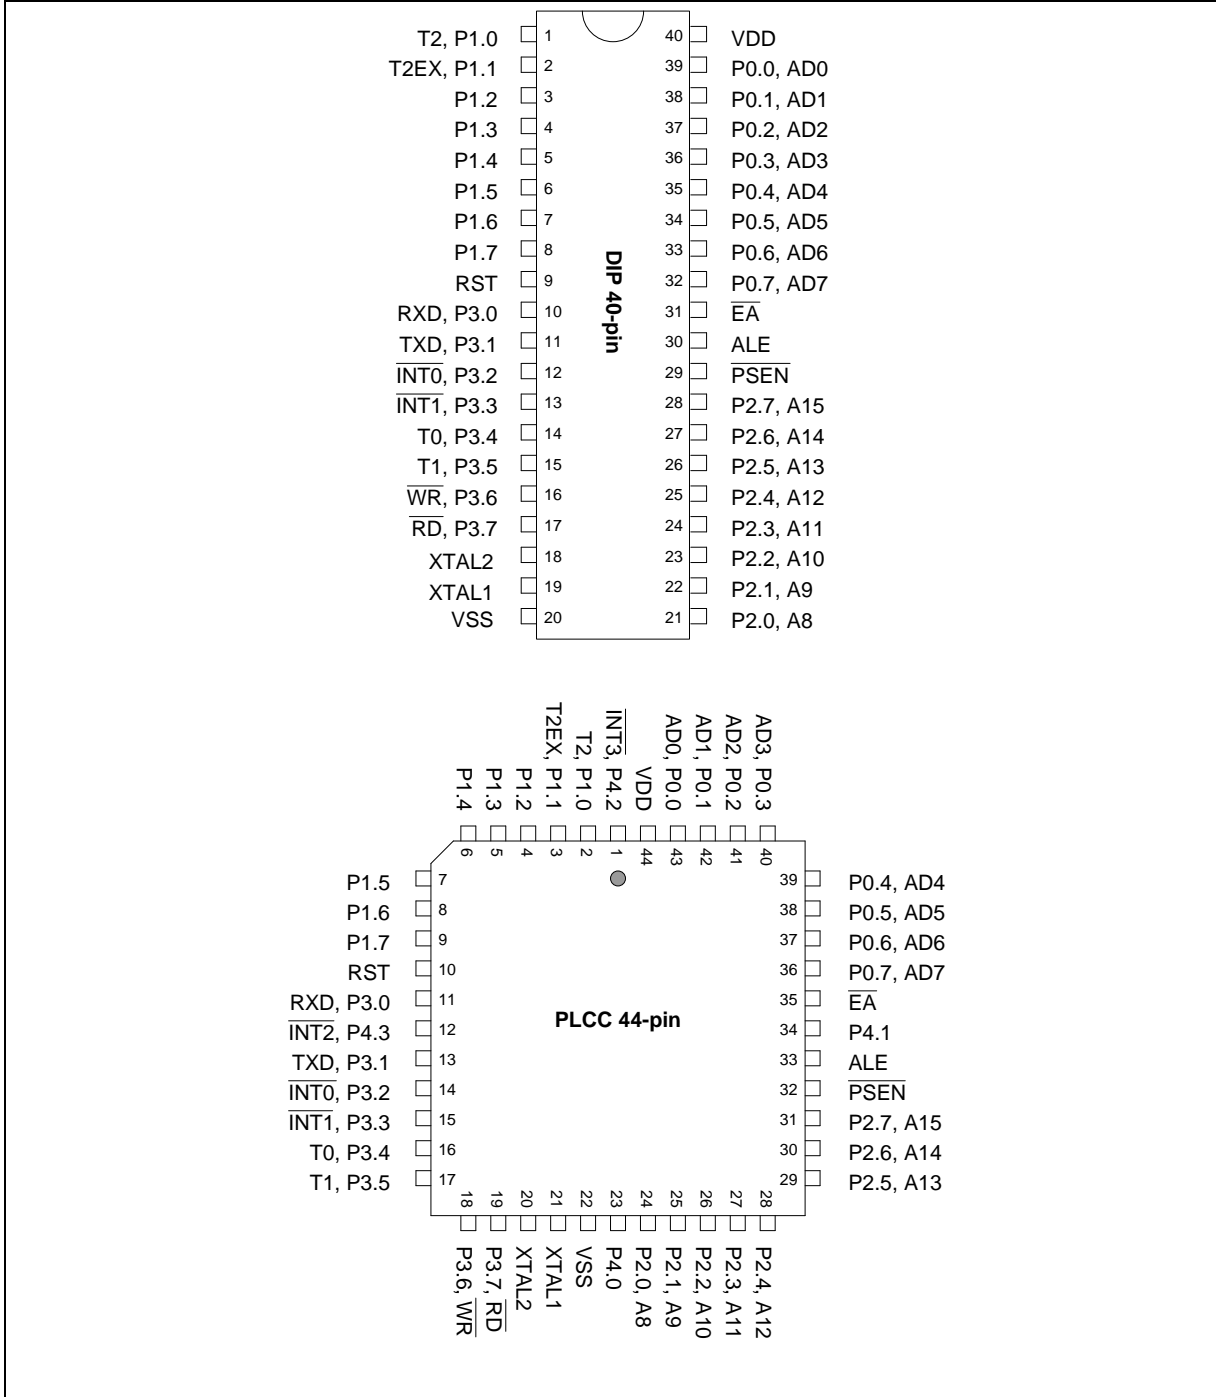 T2, P1.0 1 40 VDD
T2EX, P1.1 2 39 P0.0, AD0
P1.2 3 38 P0.1, AD1
P1.3 4 37 P0.2, AD2
P1.4 5 36 P0.3, AD3
P1.5 6 35 P0.4, AD4
P1.6 7 34 P0.5, AD5
P1.7 8 33 P0.6, AD6
RST 9 32 P0.7, AD7
RXD, P3.0 10 31 E̅A̅
TXD, P3.1 11 30 ALE
I̅N̅T̅0̅, P3.2 12 29 P̅S̅E̅N̅
I̅N̅T̅1̅, P3.3 13 28 P2.7, A15
T0, P3.4 14 27 P2.6, A14
T1, P3.5 15 26 P2.5, A13
W̅R̅, P3.6 16 25 P2.4, A12
R̅D̅, P3.7 17 24 P2.3, A11
XTAL2 18 23 P2.2, A10
XTAL1 19 22 P2.1, A9
VSS 20 21 P2.0, A8
DIP 40-pin
P1.4 6
P1.3 5
P1.2 4
T2EX, P1.1 3
T2, P1.0 2
I̅N̅T̅3̅, P4.2 1
VDD 44
AD0, P0.0 43
AD1, P0.1 42
AD2, P0.2 41
AD3, P0.3 40
P1.5 7 39 P0.4, AD4
P1.6 8 38 P0.5, AD5
P1.7 9 37 P0.6, AD6
RST 10 36 P0.7, AD7
RXD, P3.0 11 35 E̅A̅
I̅N̅T̅2̅, P4.3 12 34 P4.1
TXD, P3.1 13 33 ALE
I̅N̅T̅0̅, P3.2 14 32 P̅S̅E̅N̅
I̅N̅T̅1̅, P3.3 15 31 P2.7, A15
T0, P3.4 16 30 P2.6, A14
T1, P3.5 17 29 P2.5, A13
PLCC 44-pin
18 P3.6, W̅R̅
19 P3.7, R̅D̅
20 XTAL2
21 XTAL1
22 VSS
23 P4.0
24 P2.0, A8
25 P2.1, A9
26 P2.2, A10
27 P2.3, A11
28 P2.4, A12